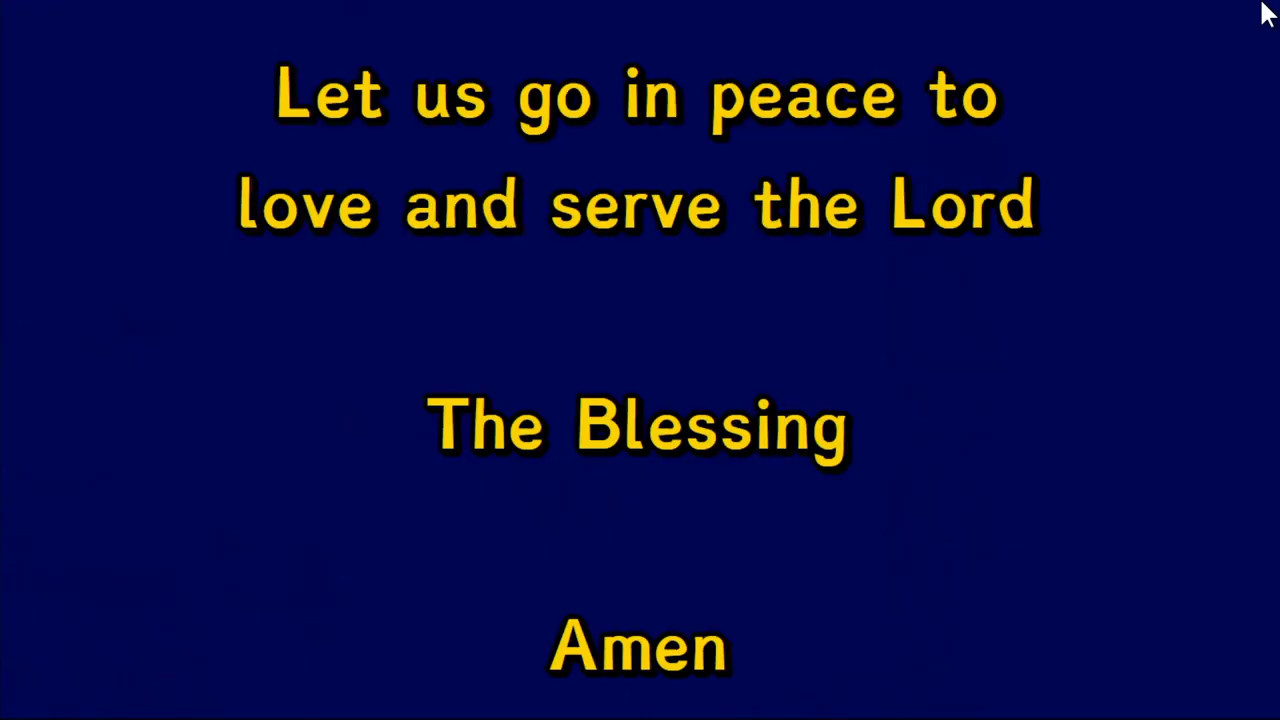 Let us go in peace to
love and serve the Lord
The Blessing
Amen